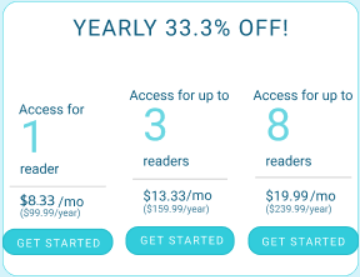 YEARLY 33.3% OFF!
Access for
1
reader
$8.33 /mo
($99.99/year)
GET STARTED
Access for up to
3
readers
$13.33/mo
($159.99/year)
GET STARTED
Access for up to
8
readers
$19.99/mo
($239.99/year)
GET STARTED